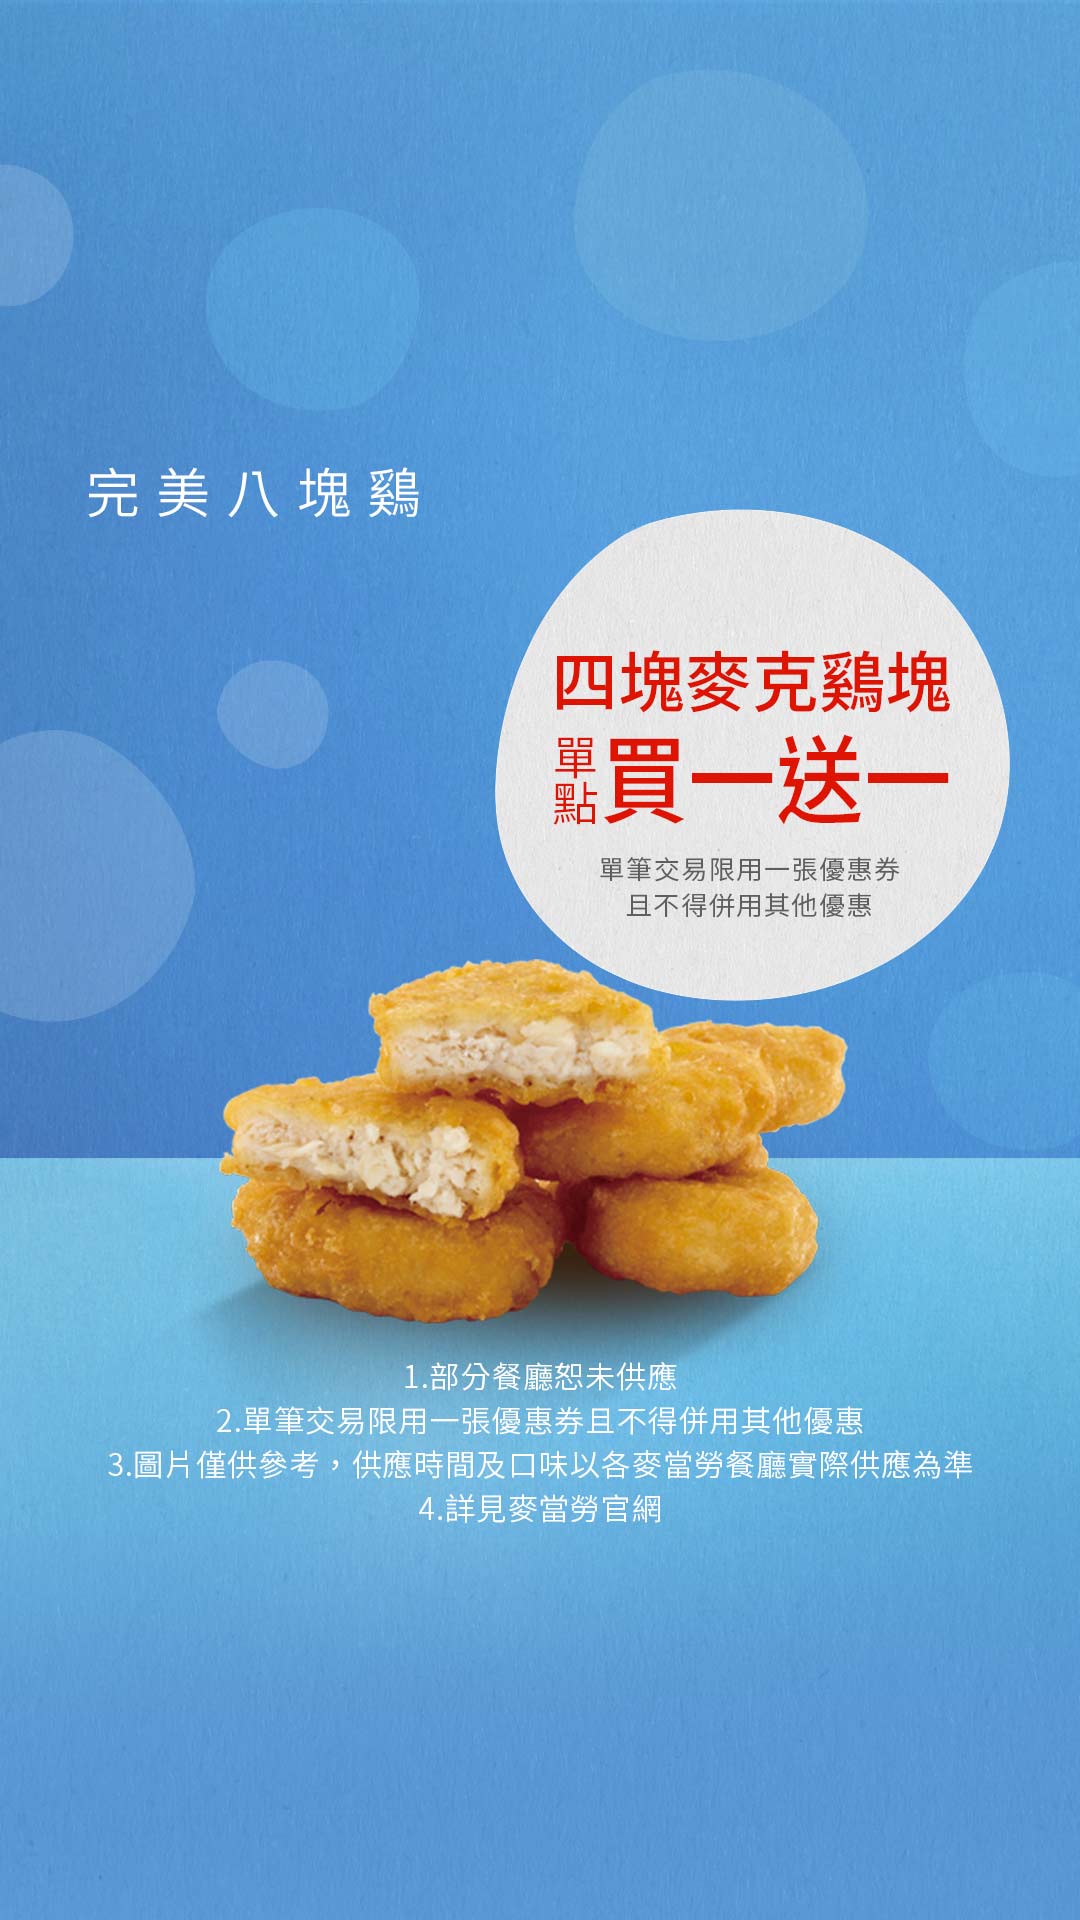 完美八塊鷄
四塊麥克鷄塊
單點買一送一
單筆交易限用一張優惠券
且不得併用其他優惠
1.部分餐廳恕未供應
2.單筆交易限用一張優惠券且不得併用其他優惠
3.圖片僅供參考，供應時間及口味以各麥當勞餐廳實際供應為準
4.詳見麥當勞官網